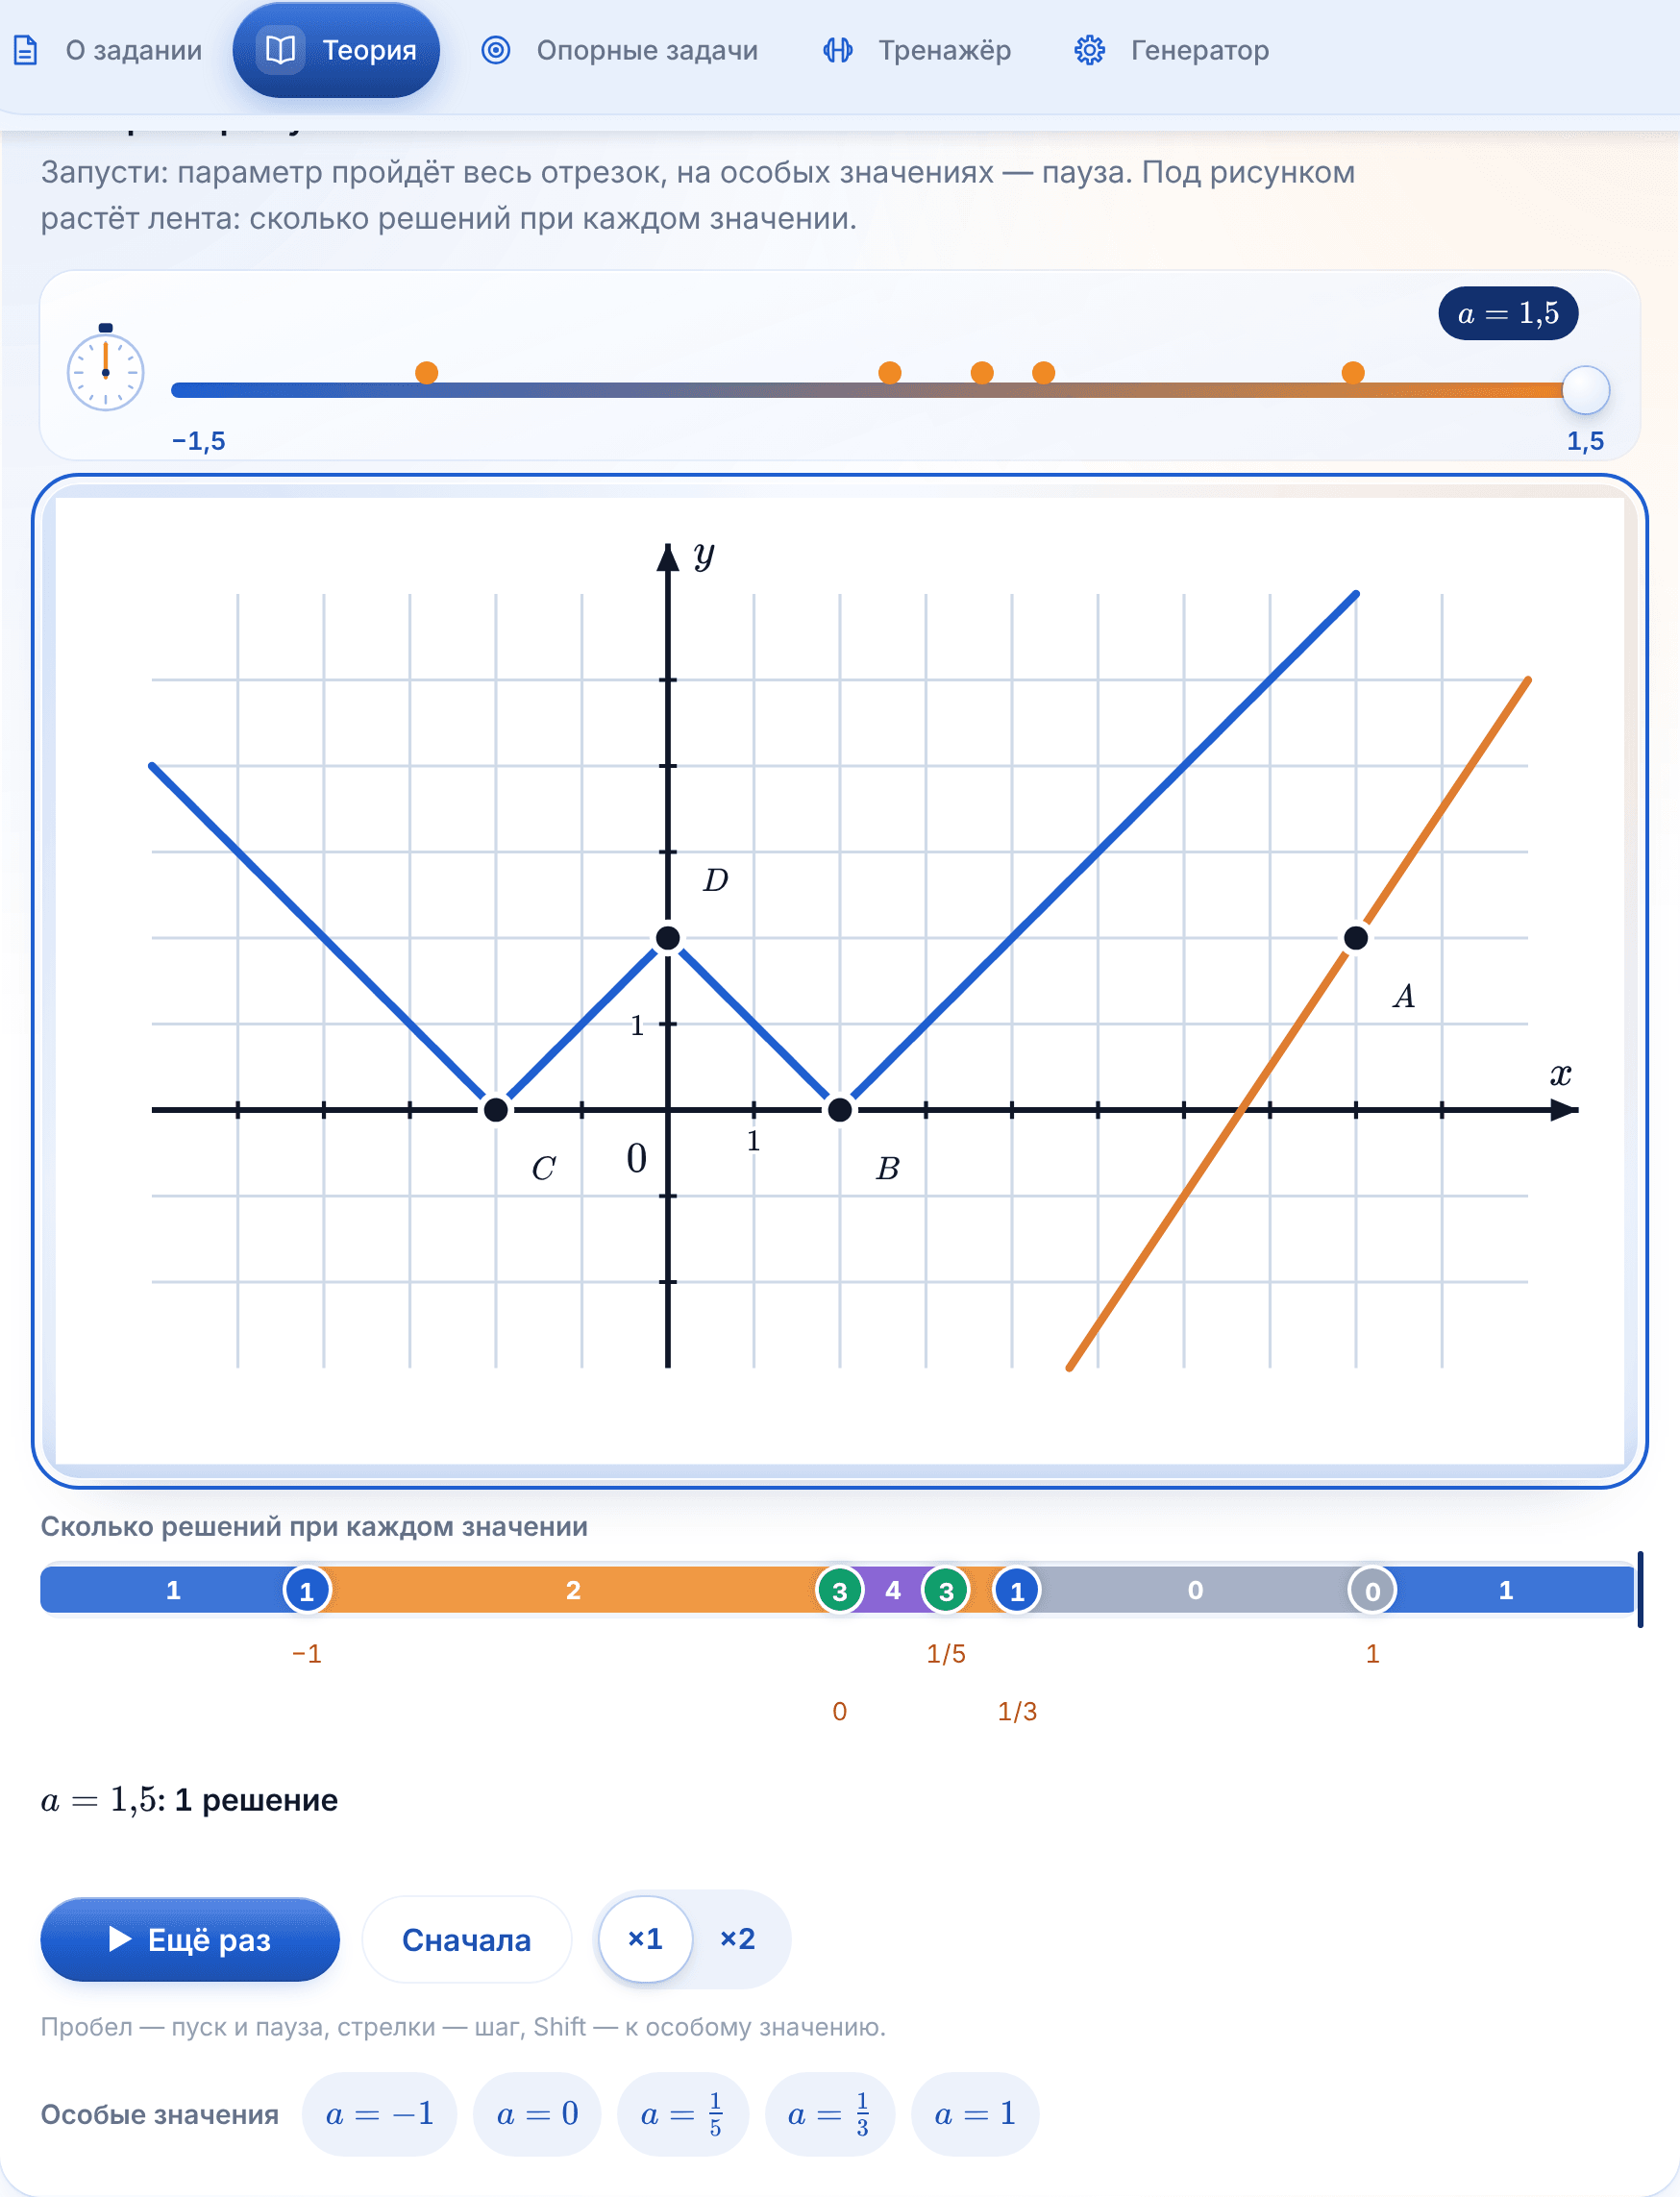 О задании Теория Опорные задачи Тренажёр Генератор
Запусти: параметр пройдёт весь отрезок, на особых значениях — пауза. Под рисунком
растёт лента: сколько решений при каждом значении.
a = 1,5
−1,5 1,5
y
D
A
1
x
C 0 1 B
Сколько решений при каждом значении
1 1 2 3 4 3 1 0 0 1
−1 1/5 1
0 1/3
a = 1,5: 1 решение
Ещё раз Сначала ×1 ×2
Пробел — пуск и пауза, стрелки — шаг, Shift — к особому значению.
Особые значения a = −1 a = 0 a = 1/5 a = 1/3 a = 1